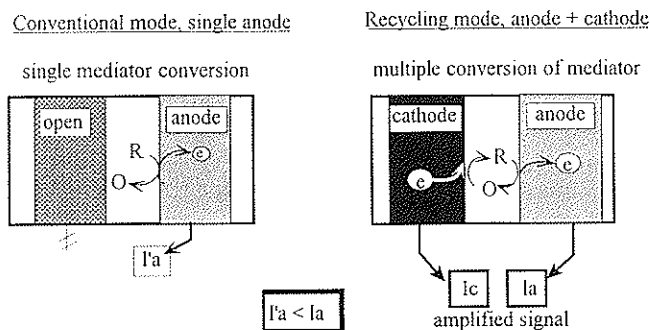 Conventional mode, single anode
single mediator conversion
open
anode
R
e
O
I'a
Recycling mode, anode + cathode
multiple conversion of mediator
cathode
anode
R
e
e
O
Ic
Ia
amplified signal
I'a < Ia